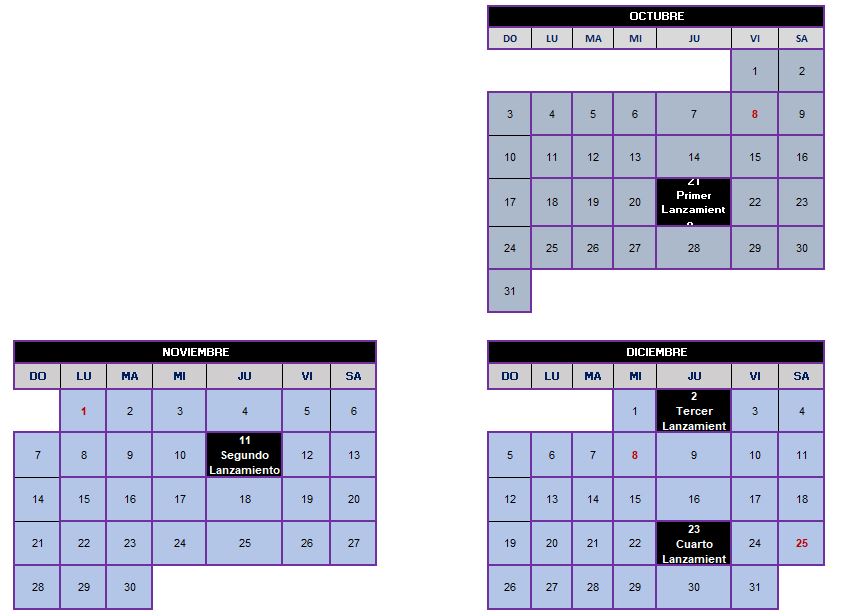 OCTUBRE
DO LU MA MI JU VI SA
1 2
3 4 5 6 7 8 9
10 11 12 13 14 15 16
17 18 19 20 21 Primer Lanzamient o 22 23
24 25 26 27 28 29 30
31
NOVIEMBRE
DO LU MA MI JU VI SA
1 2 3 4 5 6
7 8 9 10 11 Segundo Lanzamiento 12 13
14 15 16 17 18 19 20
21 22 23 24 25 26 27
28 29 30
DICIEMBRE
DO LU MA MI JU VI SA
1 2 Tercer Lanzamient 3 4
5 6 7 8 9 10 11
12 13 14 15 16 17 18
19 20 21 22 23 Cuarto Lanzamient 24 25
26 27 28 29 30 31